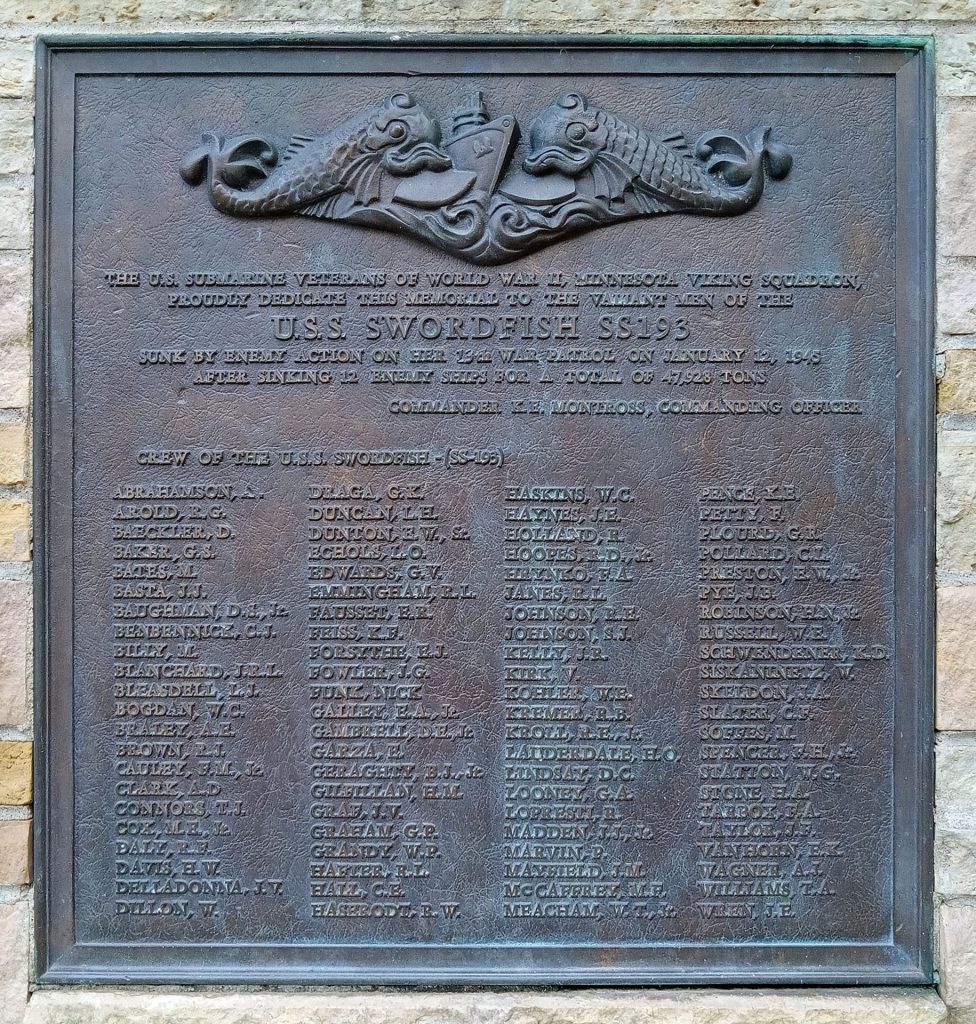 THE U.S. SUBMARINE VETERANS OF WORLD WAR II, MINNESOTA VIKING SQUADRON,
PROUDLY DEDICATE THIS MEMORIAL TO THE VALIANT MEN OF THE
U.S.S. SWORDFISH SS193
SUNK BY ENEMY ACTION ON HER 13th WAR PATROL ON JANUARY 12, 1945
AFTER SINKING 12 ENEMY SHIPS FOR A TOTAL OF 47,928 TONS
COMMANDER K.E. MONTROSS, COMMANDING OFFICER
CREW OF THE U.S.S. SWORDFISH - (SS-193)
ABRAHAMSON,
AROLD, R.G.
BAECKLER, D.
BAKER, G.S.
BATES, M.
BASTA, J.J.
BAUGHMAN, D.S., Jr.
BENBENNICK, C.J.
BILLY, M.
BLANCHARD, J.R.L.
BLEASDELL, L.J.
BOGDAN, W.C.
BRALEY, A.H.
BROWN, R.J.
CAULEY, F.M., Jr.
CLARK, A.D
CONNORS, T.J.
COX, M.H., Jr.
DALY, R.F.
DAVIS, H.W.
DELLADONNA, J.V.
DILLON, W.
DRAGA, G.K.
DUNCAN, L.H.
DUNTON, E.W., Sr.
ECHOLS, L.O.
EDWARDS, G.V.
EMMINGHAM, R.L.
FAUSSET, E.R.
FEISS, K.F.
FORSYTHE, E.J.
FOWLER, J.G.
FUNK, NICK
GALLEY, E.A., Jr.
GAMBRELL, D.H., Jr.
GARZA, E.
GERAGHTY, B.J., Jr.
GILBILLAN, H.M.
GRAF, J.V.
GRAHAM, G.P.
GRANDY, W.P.
HAFTER, R.L.
HALL, C.E.
HASERODT, R.W.
HASKINS, W.C.
HAYNES, J.E.
HOLLAND, R.
HOOPES, R.D., Jr.
HRYNKO, F.A.
JANES, R.L.
JOHNSON, R.E.
JOHNSON, S.J.
KELLY, J.R.
KIRK, V.
KOHLER, W.E.
KREMER, R.B.
KROLL, R.E., Jr.
LAUDERDALE, H.O.
LINDSAY, D.C.
LOONEY, G.A.
LOPRESTI, R.
MADDEN, J.J., Jr.
MARVIN, P.
MAYFIELD, J.M.
McCAFFREY, M.F.
MEACHAM, W.T., Jr.
PENCE, K.E.
PETTY, F.
PLOURD, G.R.
POLLARD, C.L.
PRESTON, E.W., Jr.
PYE, J.B.
ROBINSON,
RUSSELL, W.E.
SCHWENDENER, K.D.
SISKANINETZ, W.
SKELDON, J.A.
SLATER, C.F.
SOFFES, M.
SPENCER, F.H., Jr.
STATTON, W.G.
STONE, H.A.
TARBOX, F.A.
TAYLOR, J.F.
VANHORN, E.K.
WAGNER, A.J.
WILLIAMS, T.A.
WREN, J.E.